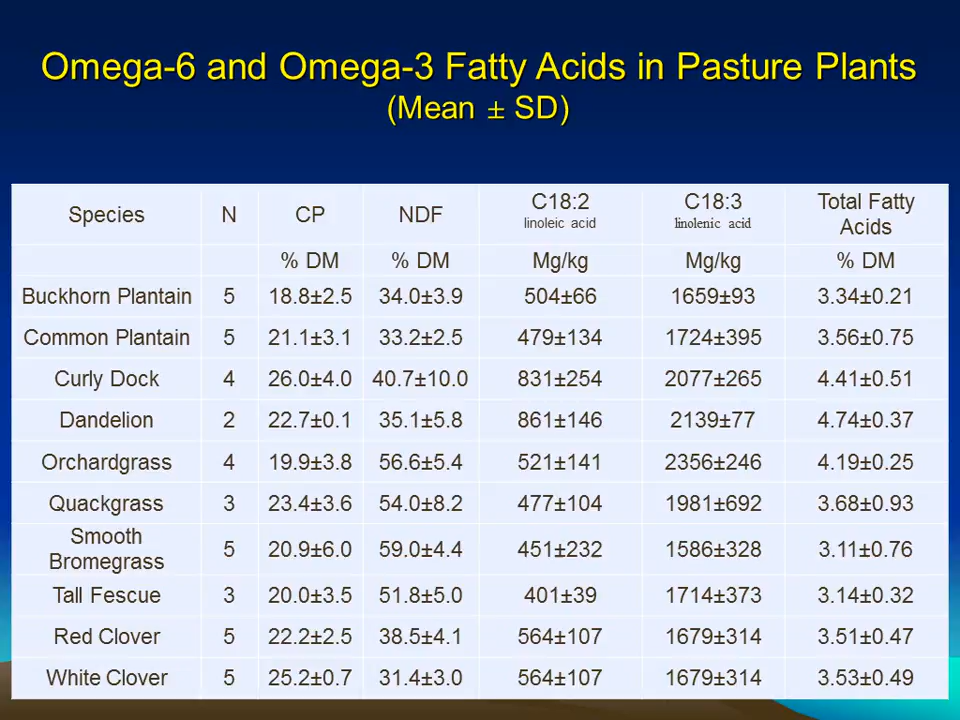 Omega-6 and Omega-3 Fatty Acids in Pasture Plants
(Mean ± SD)
Species N CP NDF C18:2 linoleic acid C18:3 linolenic acid Total Fatty Acids
% DM % DM Mg/kg Mg/kg % DM
Buckhorn Plantain 5 18.8±2.5 34.0±3.9 504±66 1659±93 3.34±0.21
Common Plantain 5 21.1±3.1 33.2±2.5 479±134 1724±395 3.56±0.75
Curly Dock 4 26.0±4.0 40.7±10.0 831±254 2077±265 4.41±0.51
Dandelion 2 22.7±0.1 35.1±5.8 861±146 2139±77 4.74±0.37
Orchardgrass 4 19.9±3.8 56.6±5.4 521±141 2356±246 4.19±0.25
Quackgrass 3 23.4±3.6 54.0±8.2 477±104 1981±692 3.68±0.93
Smooth Bromegrass 5 20.9±6.0 59.0±4.4 451±232 1586±328 3.11±0.76
Tall Fescue 3 20.0±3.5 51.8±5.0 401±39 1714±373 3.14±0.32
Red Clover 5 22.2±2.5 38.5±4.1 564±107 1679±314 3.51±0.47
White Clover 5 25.2±0.7 31.4±3.0 564±107 1679±314 3.53±0.49